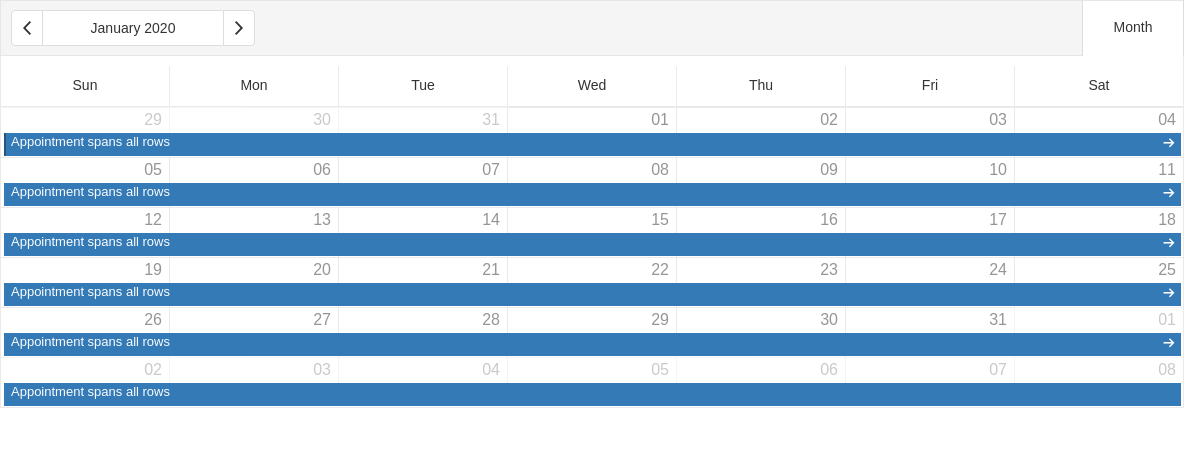 January 2020
Month
Sun Mon Tue Wed Thu Fri Sat
29 30 31 01 02 03 04
Appointment spans all rows
05 06 07 08 09 10 11
Appointment spans all rows
12 13 14 15 16 17 18
Appointment spans all rows
19 20 21 22 23 24 25
Appointment spans all rows
26 27 28 29 30 31 01
Appointment spans all rows
02 03 04 05 06 07 08
Appointment spans all rows